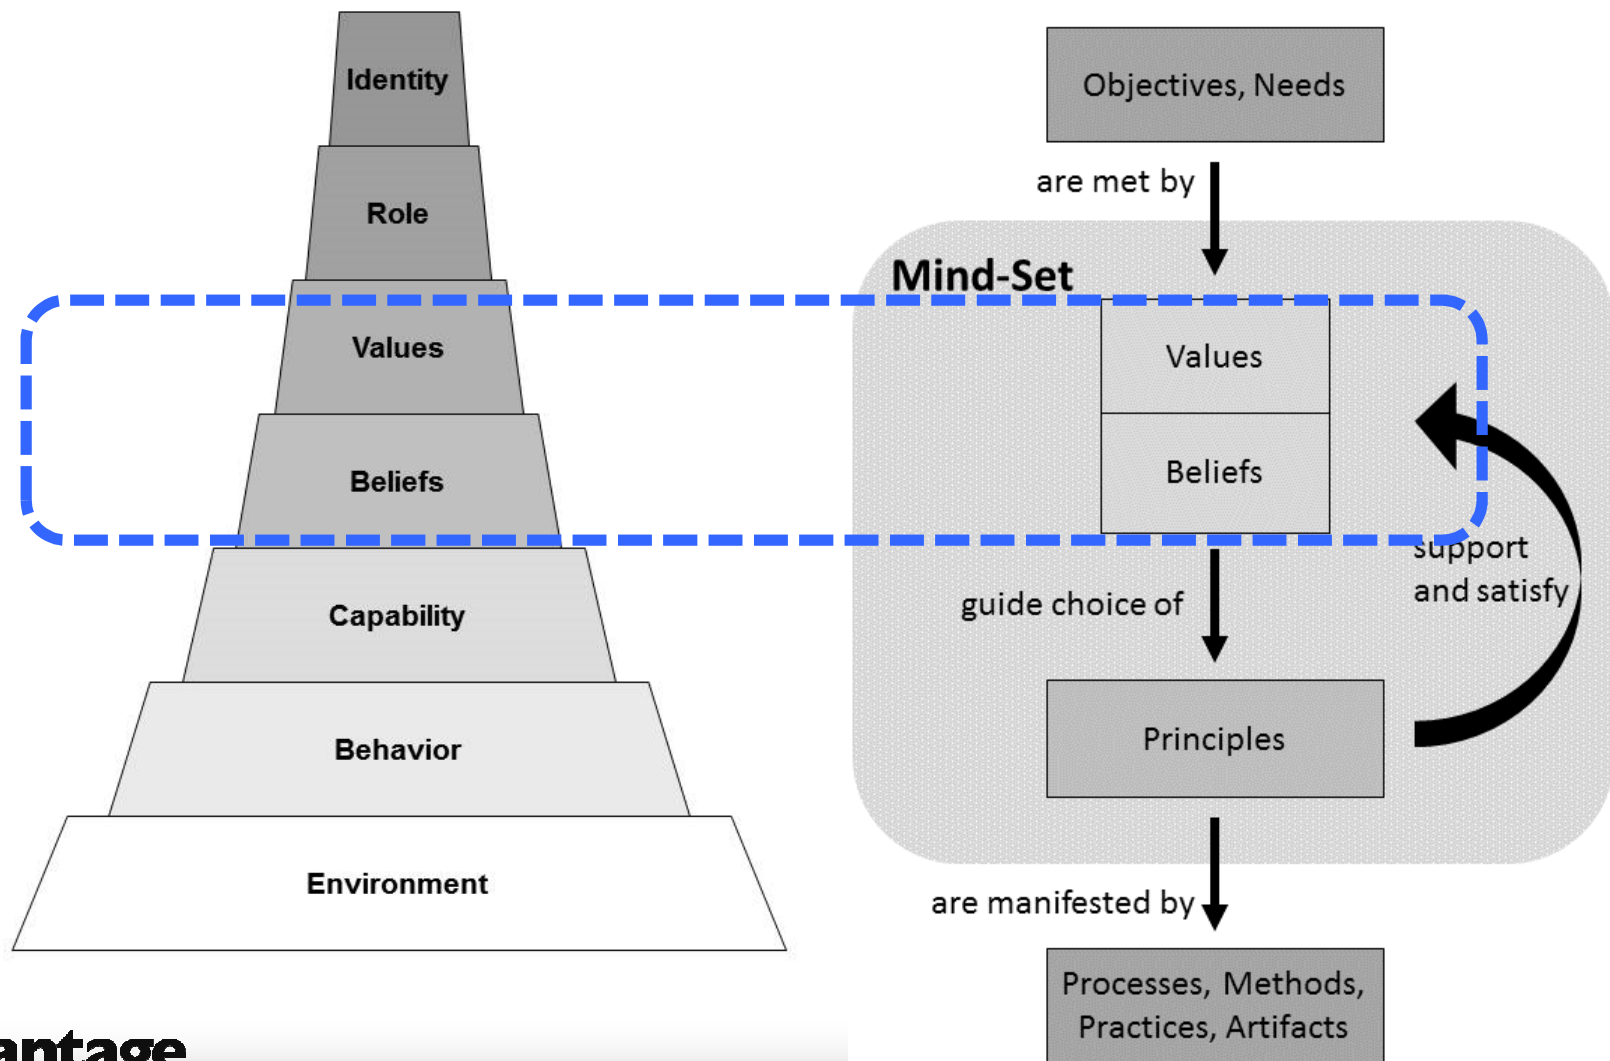 Identity
Role
Values
Beliefs
Capability
Behavior
Environment
Objectives, Needs
are met by
Mind-Set
Values
Beliefs
support
and satisfy
guide choice of
Principles
are manifested by
Processes, Methods,
Practices, Artifacts
antage